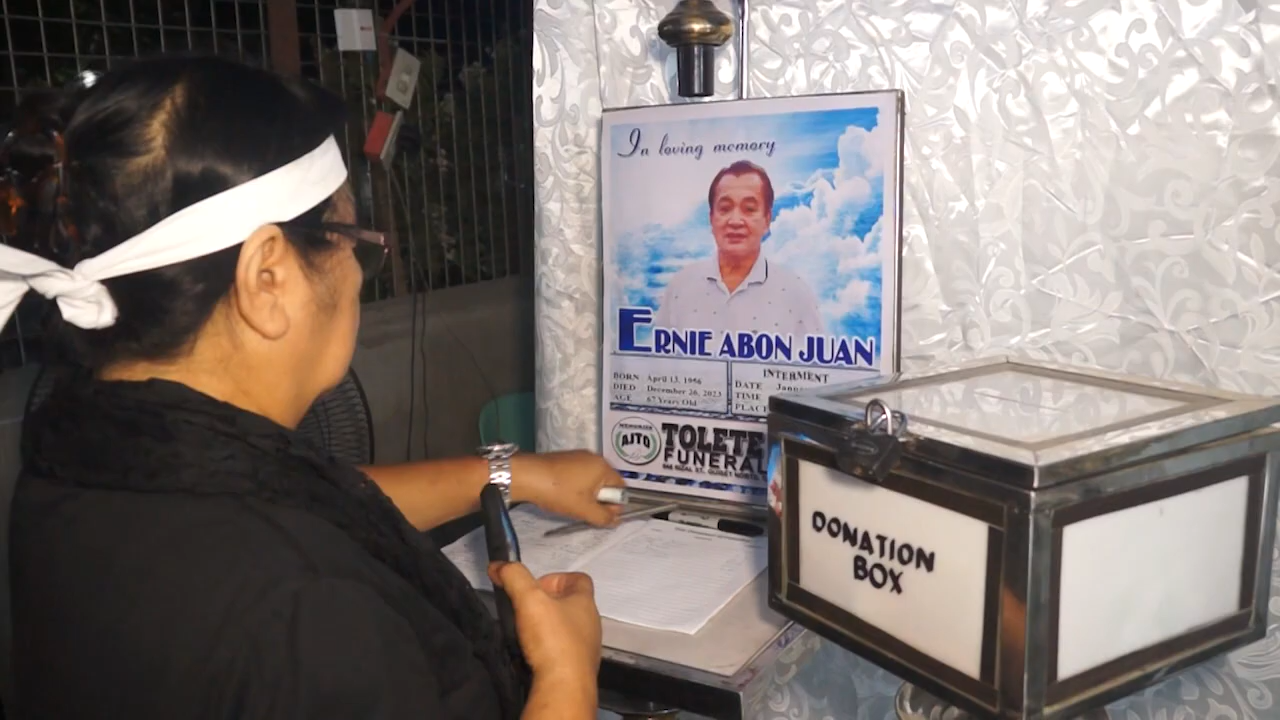 In loving memory
ERNIE ABON JUAN
BORN April 13, 1956
DIED December 26, 2023
AGE 67 Years Old
INTERMENT
DATE
TIME
PLACE
AJTO
TOLETE
FUNERAL
DONATION
BOX